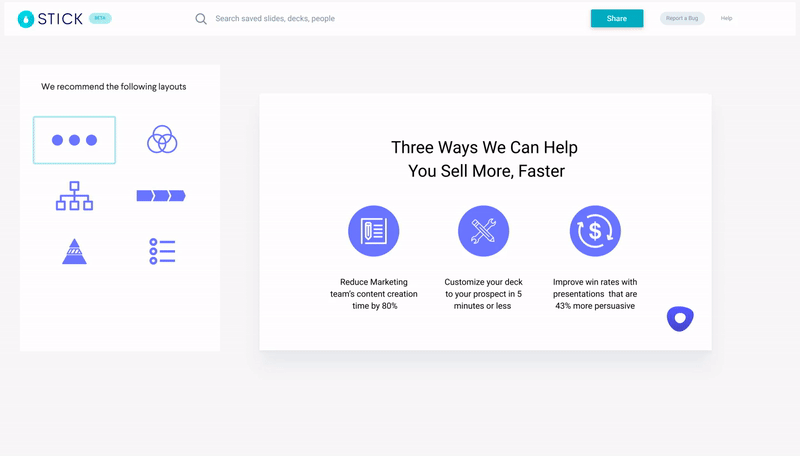 STICK
BETA
Search saved slides, decks, people
Share
Report a Bug
Help
We recommend the following layouts
Three Ways We Can Help
You Sell More, Faster
$
Reduce Marketing
team's content creation
time by 80%
Customize your deck
to your prospect in 5
minutes or less
Improve win rates with
presentations that are
43% more persuasive